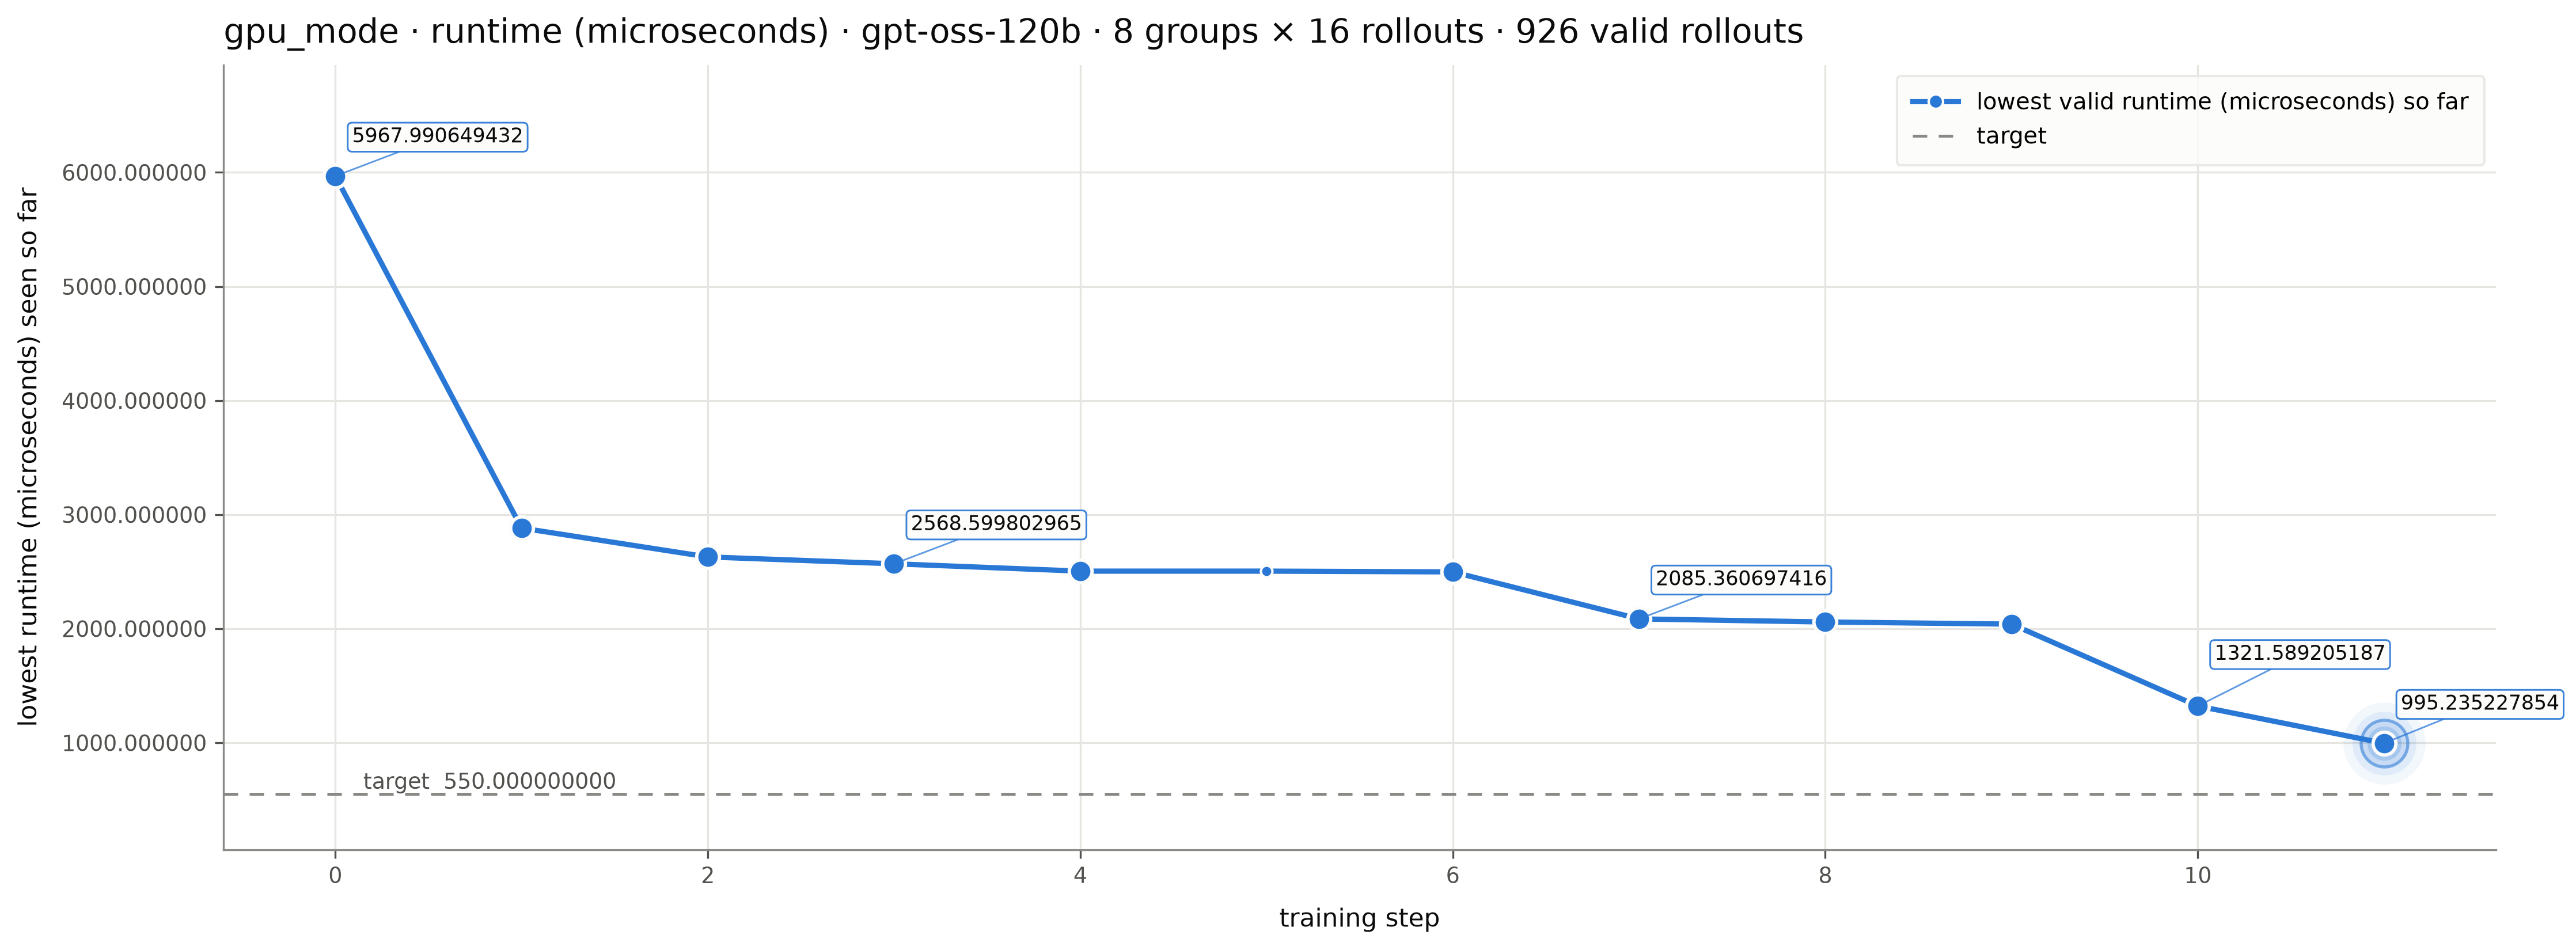 gpu_mode · runtime (microseconds) · gpt-oss-120b · 8 groups × 16 rollouts · 926 valid rollouts
lowest valid runtime (microseconds) so far
target
lowest runtime (microseconds) seen so far
6000.000000
5000.000000
4000.000000
3000.000000
2000.000000
1000.000000
5967.990649432
2568.599802965
2085.360697416
1321.589205187
995.235227854
target 550.000000000
0
2
4
6
8
10
training step